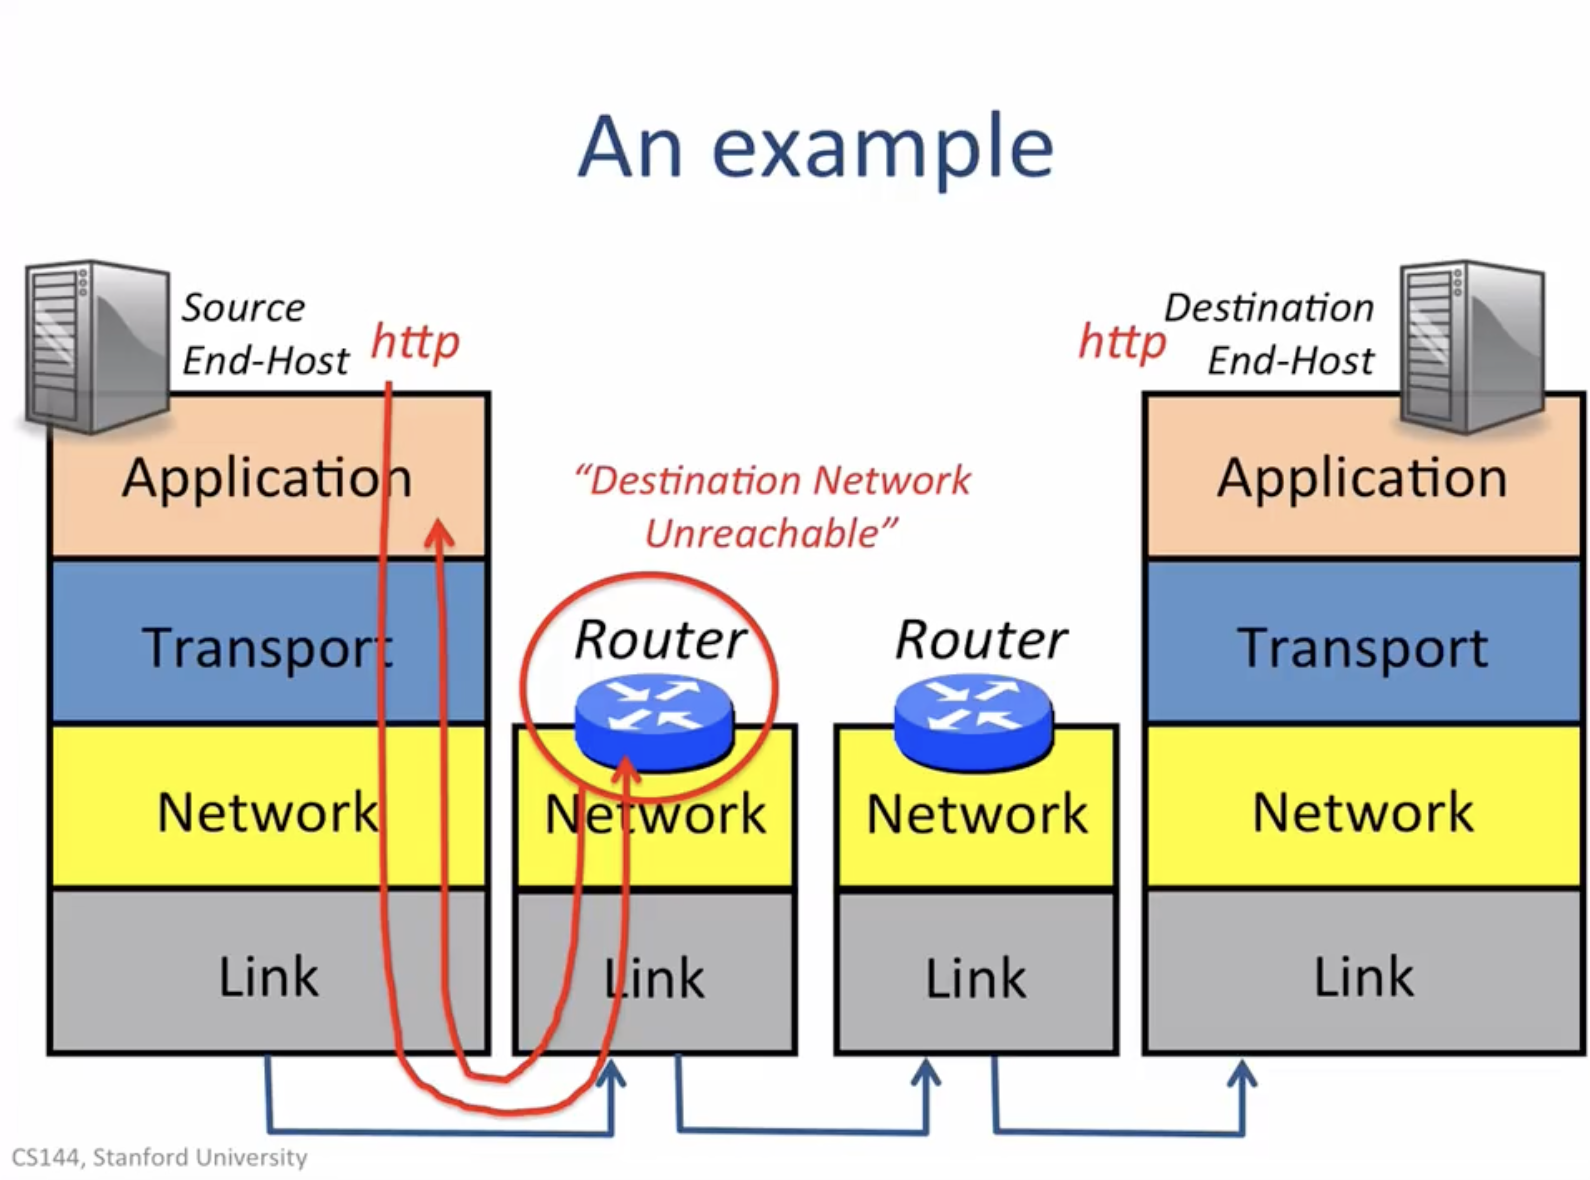 An example
Source
End-Host
http
http
Destination
End-Host
Application
"Destination Network
Unreachable"
Application
Transport
Router
Router
Transport
Network
Network
Network
Network
Link
Link
Link
Link
CS144, Stanford University